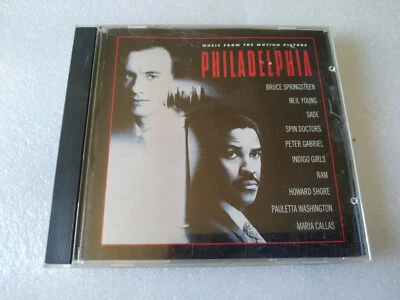 MUSIC FROM THE MOTION PICTURE
PHILADELPHIA
BRUCE SPRINGSTEEN
NEIL YOUNG
SADE
SPIN DOCTORS
PETER GABRIEL
INDIGO GIRLS
RAM
HOWARD SHORE
PAULETTA WASHINGTON
MARIA CALLAS